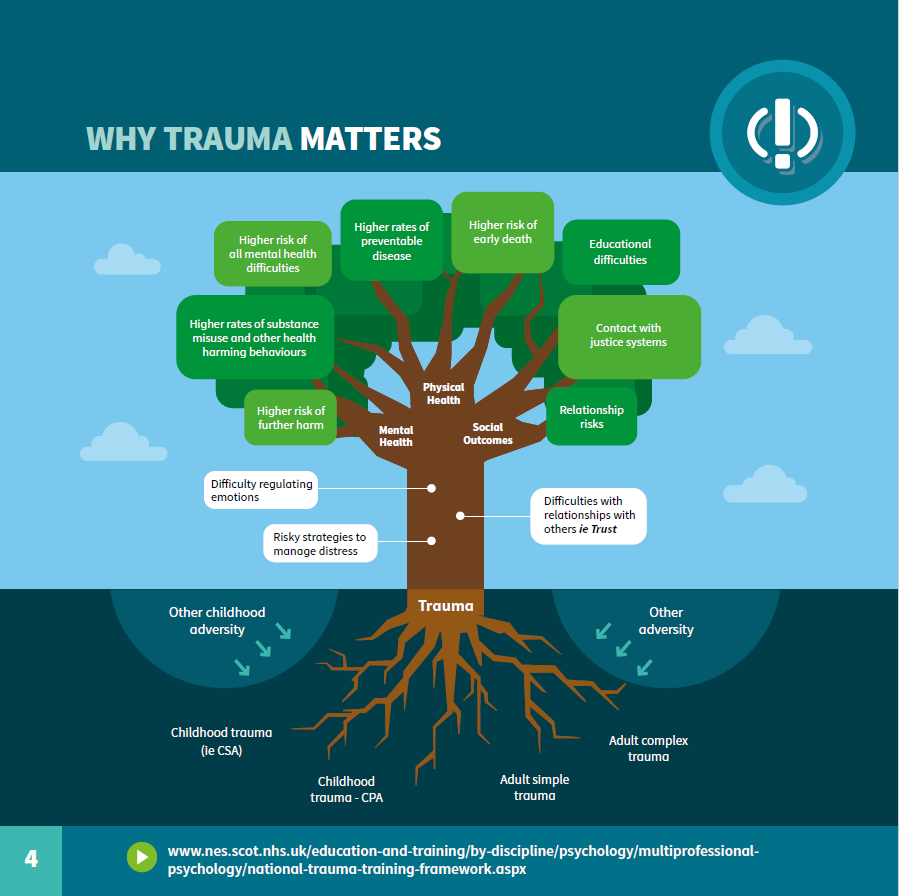 WHY TRAUMA MATTERS
Higher risk of
all mental health
difficulties
Higher rates of
preventable
disease
Higher risk of
early death
Educational
difficulties
Higher rates of substance
misuse and other health
harming behaviours
Contact with
justice systems
Higher risk of
further harm
Relationship
risks
Physical
Health
Mental
Health
Social
Outcomes
Difficulty regulating
emotions
Difficulties with
relationships with
others ie Trust
Risky strategies to
manage distress
Trauma
Other childhood
adversity
Other
adversity
Childhood trauma
(ie CSA)
Childhood
trauma - CPA
Adult simple
trauma
Adult complex
trauma
4
www.nes.scot.nhs.uk/education-and-training/by-discipline/psychology/multiprofessional-
psychology/national-trauma-training-framework.aspx